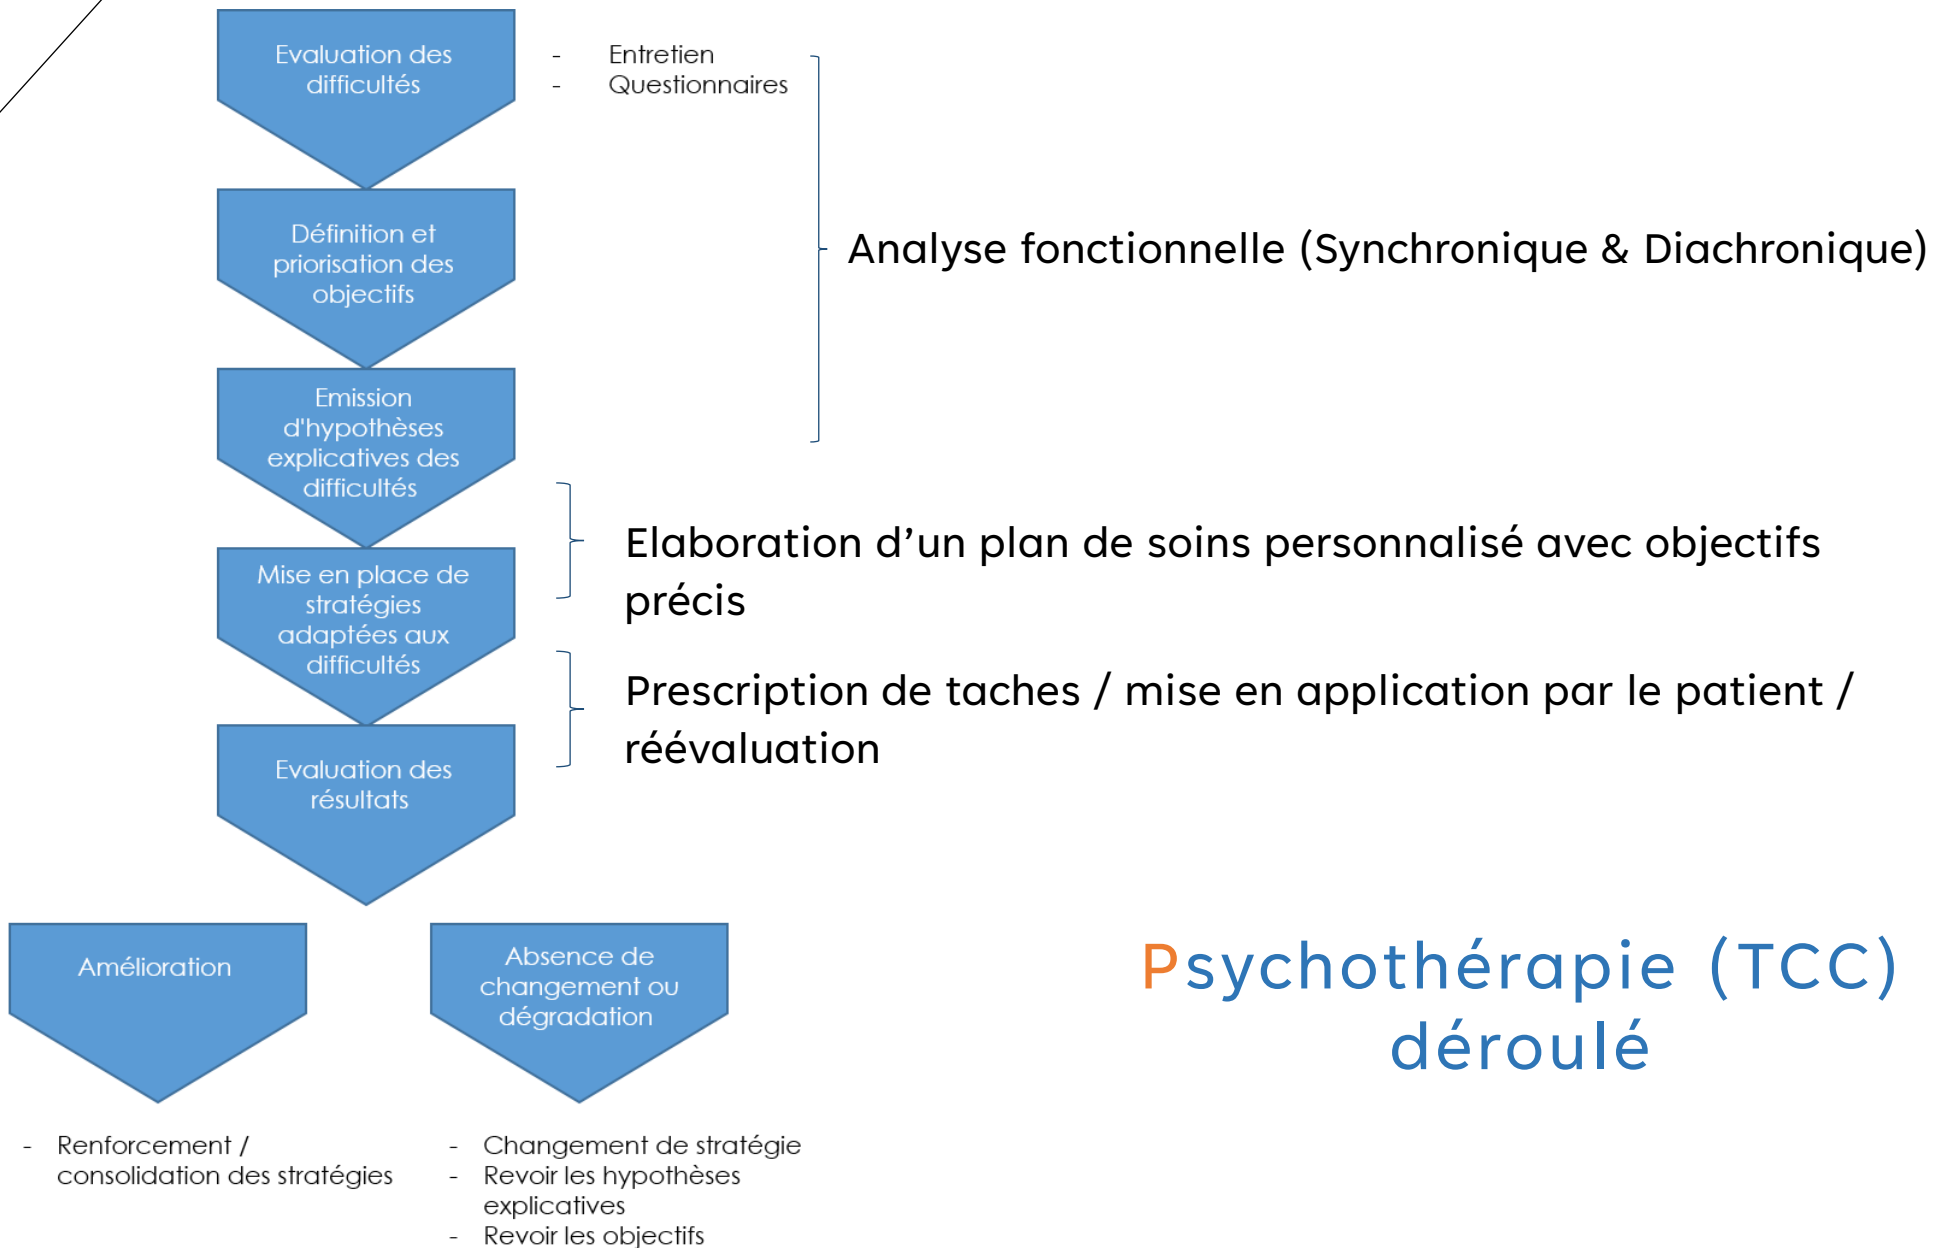 Evaluation des
difficultés
- Entretien
- Questionnaires
Définition et
priorisation des
objectifs
Analyse fonctionnelle (Synchronique & Diachronique)
Emission
d'hypothèses
explicatives des
difficultés
Elaboration d’un plan de soins personnalisé avec objectifs
précis
Mise en place de
stratégies
adaptées aux
difficultés
Prescription de taches / mise en application par le patient /
réévaluation
Evaluation des
résultats
Amélioration
- Renforcement /
consolidation des stratégies
Absence de
changement ou
dégradation
- Changement de stratégie
- Revoir les hypothèses
explicatives
- Revoir les objectifs
Psychothérapie (TCC)
déroulé